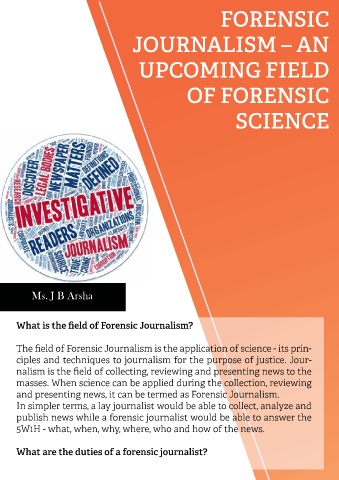 FORENSIC
JOURNALISM – AN
UPCOMING FIELD
OF FORENSIC
SCIENCE
DISCOVER
LEGAL BODIES
NEWSPAPER
MATTERS
DEFINED
INVESTIGATIVE
READERS
ORGANIZATIONS
JOURNALISM
Ms. J B Arsha
What is the field of Forensic Journalism?
The field of Forensic Journalism is the application of science - its prin-
ciples and techniques to journalism for the purpose of justice. Jour-
nalism is the field of collecting, reviewing and presenting news to the
masses. When science can be applied during the collection, reviewing
and presenting news, it can be termed as Forensic Journalism.
In simpler terms, a lay journalist would be able to collect, analyze and
publish news while a forensic journalist would be able to answer the
5W1H - what, when, why, where, who and how of the news.
What are the duties of a forensic journalist?